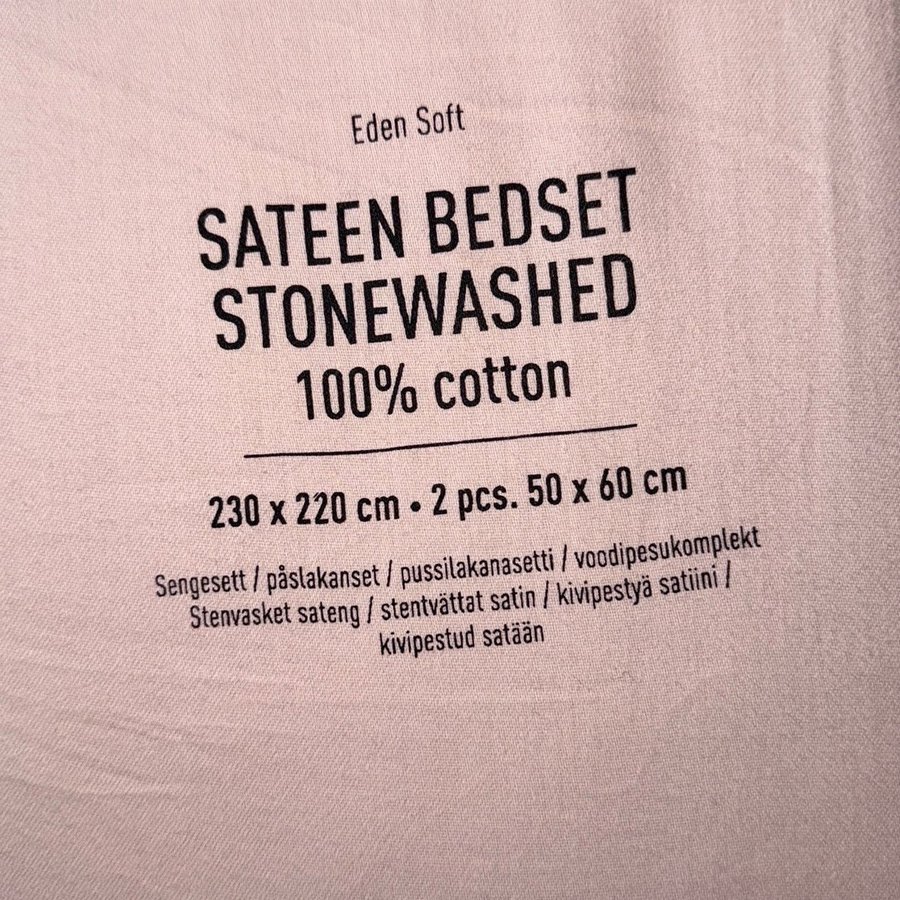 Eden Soft
SATEEN BEDSET
STONEWASHED
100% cotton
230 x 220 cm • 2 pcs. 50 x 60 cm
Sengesett / påslakanset / pussilakanasetti / voodipesukomplekt
Stenvasket sateng / stentvättat satin / kivipestyä satiini /
kivipestud satään